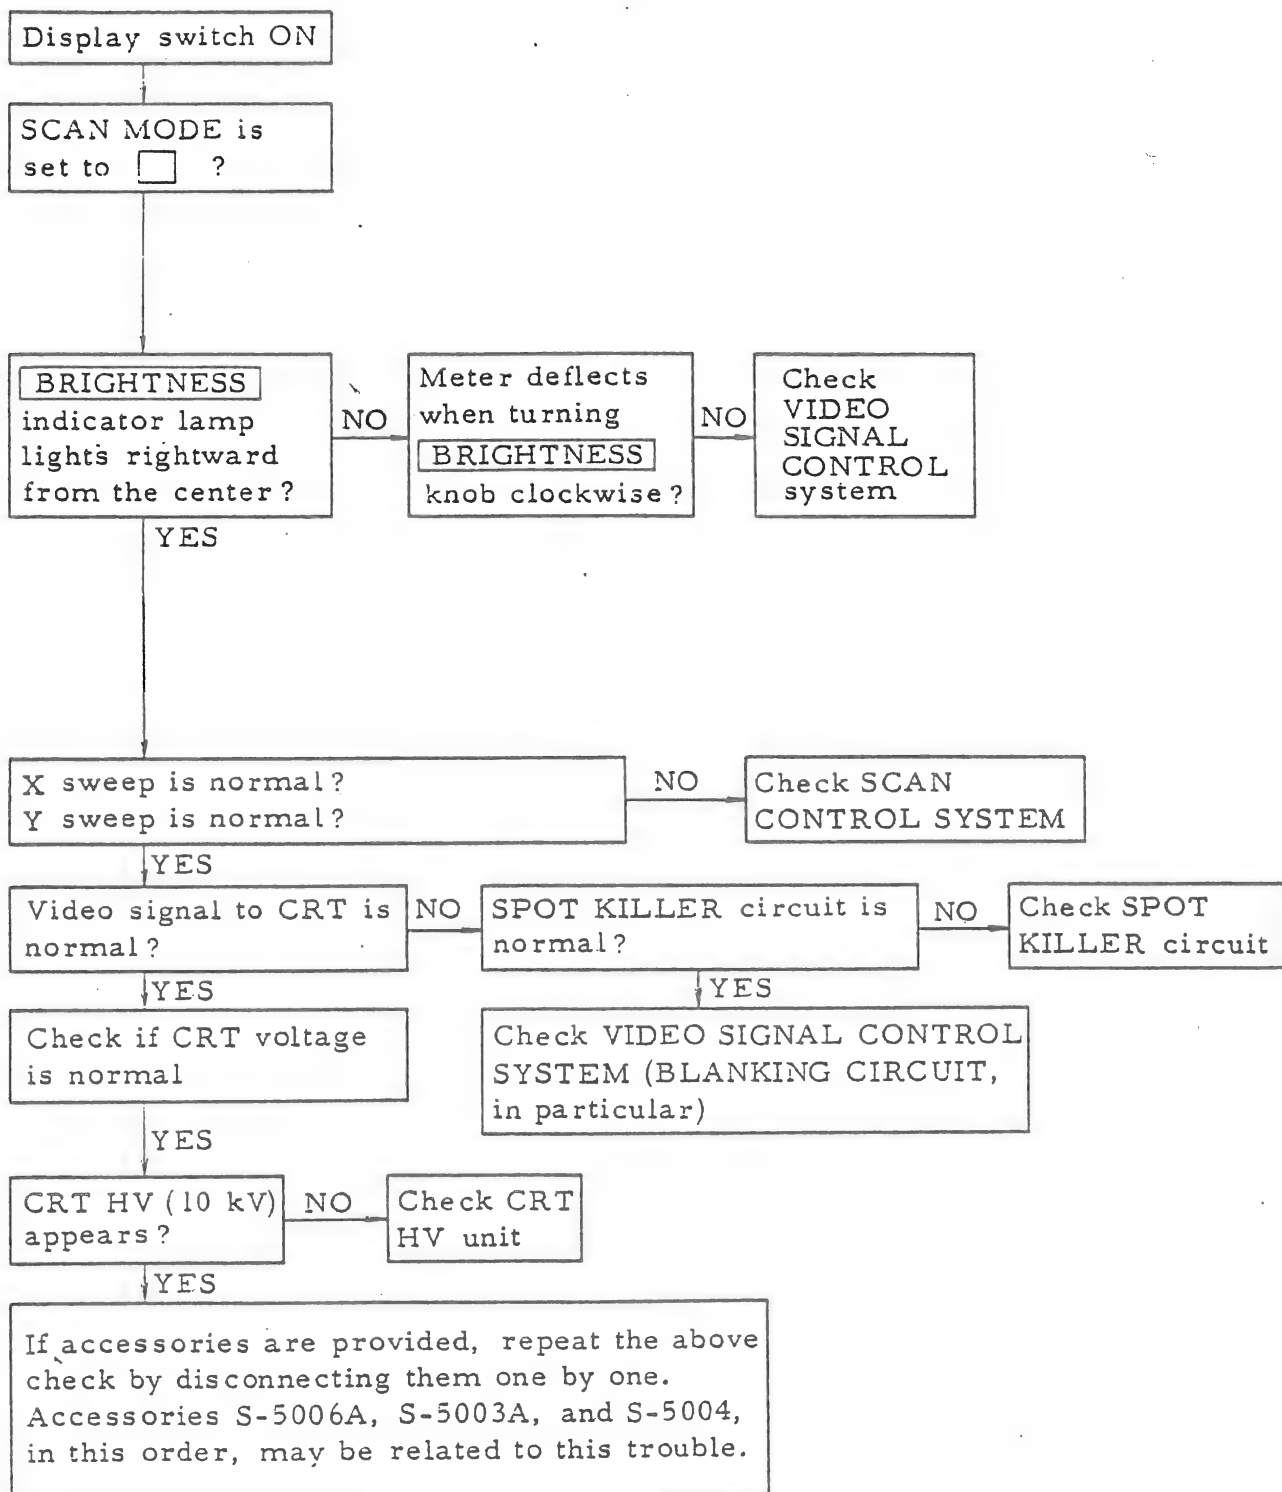 Display switch ON
SCAN MODE is
set to ?
BRIGHTNESS
indicator lamp
lights rightward
from the center?
NO
Meter deflects
when turning
BRIGHTNESS
knob clockwise?
NO
Check
VIDEO
SIGNAL
CONTROL
system
YES
X sweep is normal?
Y sweep is normal?
NO
Check SCAN
CONTROL SYSTEM
YES
Video signal to CRT is
normal?
NO
SPOT KILLER circuit is
normal?
NO
Check SPOT
KILLER circuit
YES
YES
Check if CRT voltage
is normal
Check VIDEO SIGNAL CONTROL
SYSTEM (BLANKING CIRCUIT,
in particular)
YES
CRT HV (10 kV)
appears?
NO
Check CRT
HV unit
YES
If accessories are provided, repeat the above
check by disconnecting them one by one.
Accessories S-5006A, S-5003A, and S-5004,
in this order, may be related to this trouble.